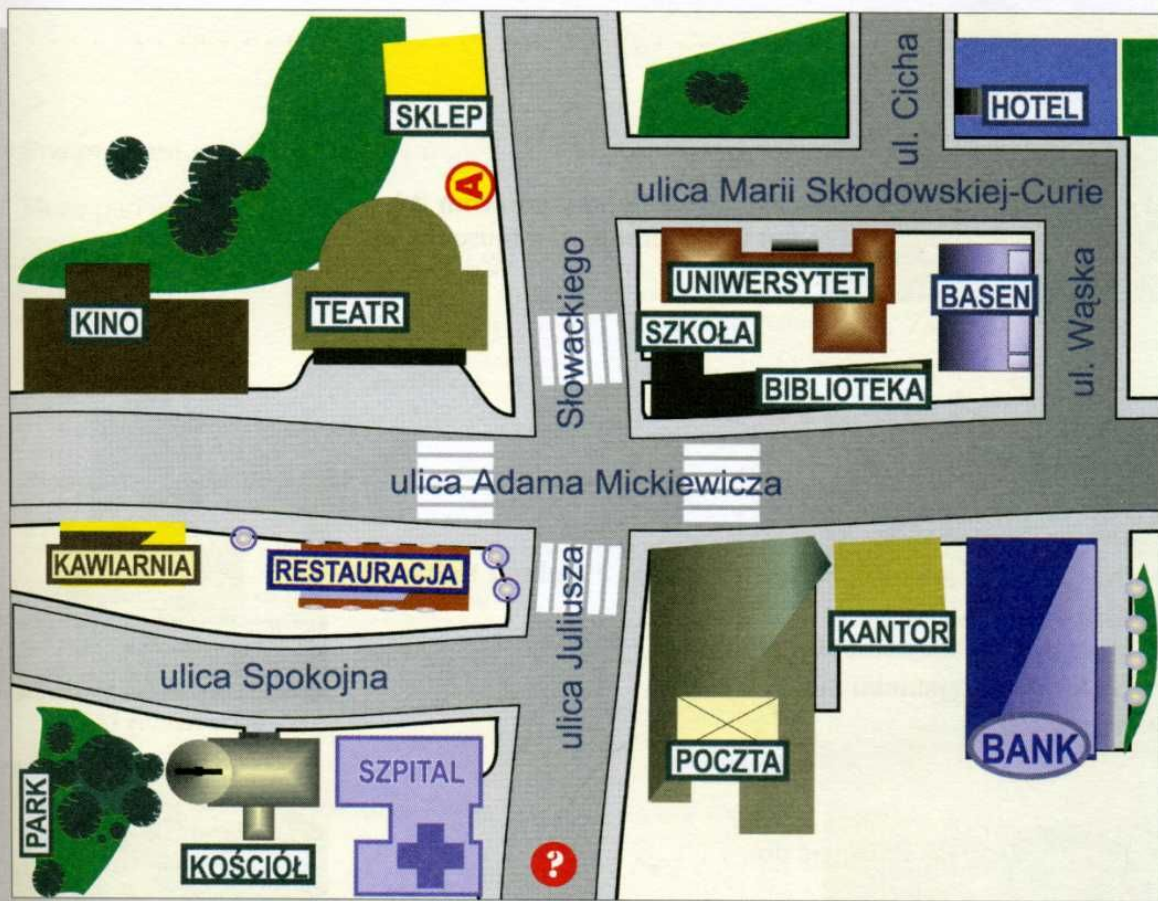 SKLEP
HOTEL
ul. Cicha
A
ulica Marii Skłodowskiej-Curie
UNIWERSYTET
BASEN
ul. Wąska
KINO
TEATR
SZKOŁA
BIBLIOTEKA
ulica Juliusza Słowackiego
ulica Adama Mickiewicza
KAWIARNIA
RESTAURACJA
KANTOR
ulica Spokojna
POCZTA
BANK
SZPITAL
PARK
KOŚCIÓŁ
?